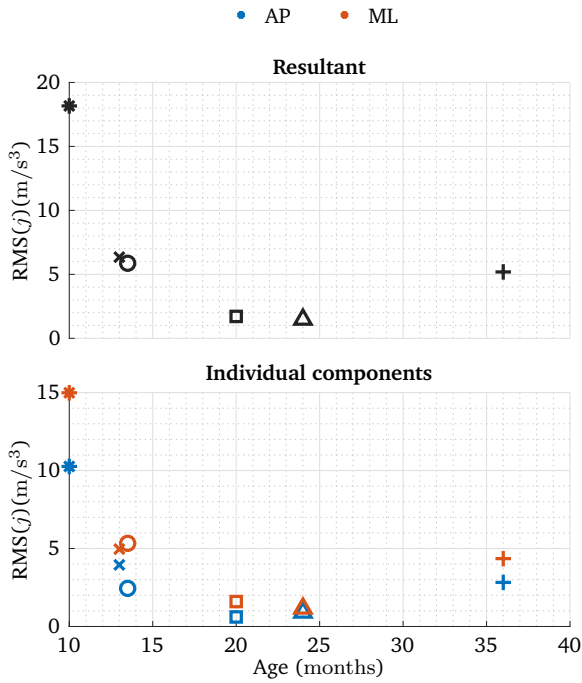 AP ML
Resultant
20
15
10
5
0
RMS(j)(m/s³)
Individual components
15
10
5
0
RMS(j)(m/s³)
10 15 20 25 30 35 40
Age (months)